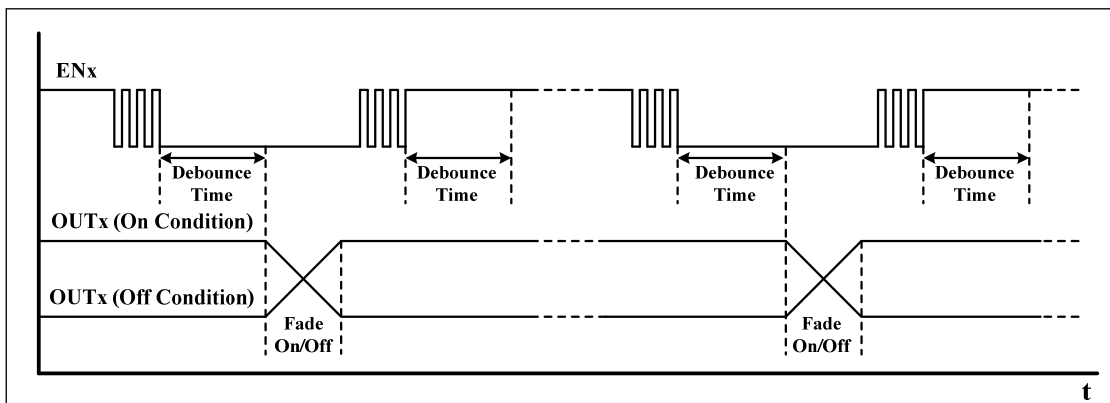 ENx
Debounce
Time
Debounce
Time
Debounce
Time
Debounce
Time
OUTx (On Condition)
OUTx (Off Condition)
Fade
On/Off
Fade
On/Off
t